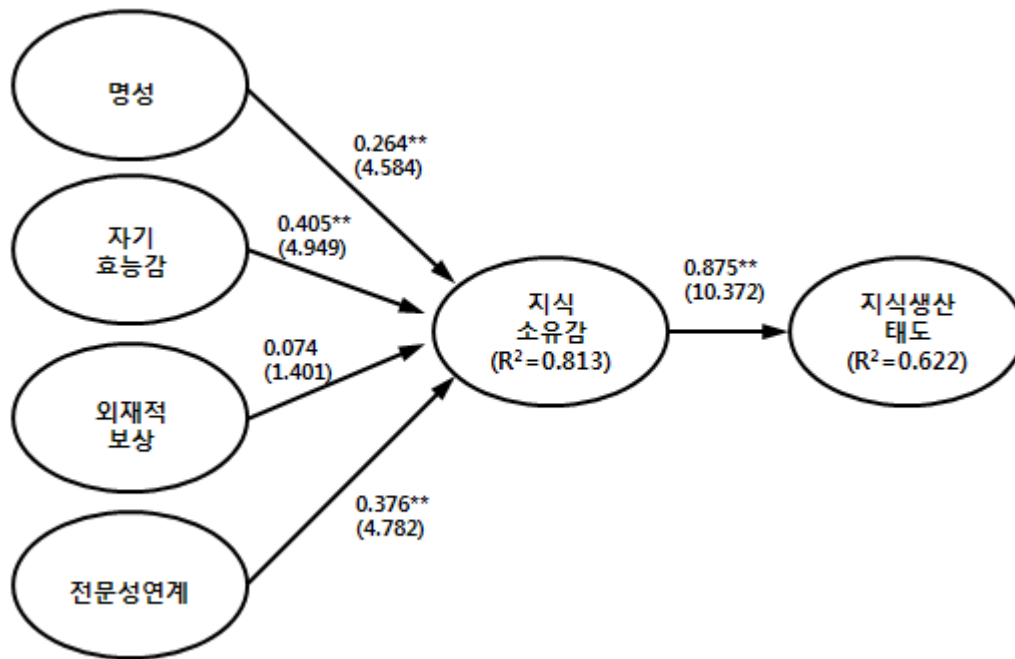 명성
0.264**
(4.584)
자기
효능감
0.405**
(4.949)
외재적
보상
0.074
(1.401)
전문성연계
0.376**
(4.782)
지식
소유감
(R²=0.813)
0.875**
(10.372)
지식생산
태도
(R²=0.622)